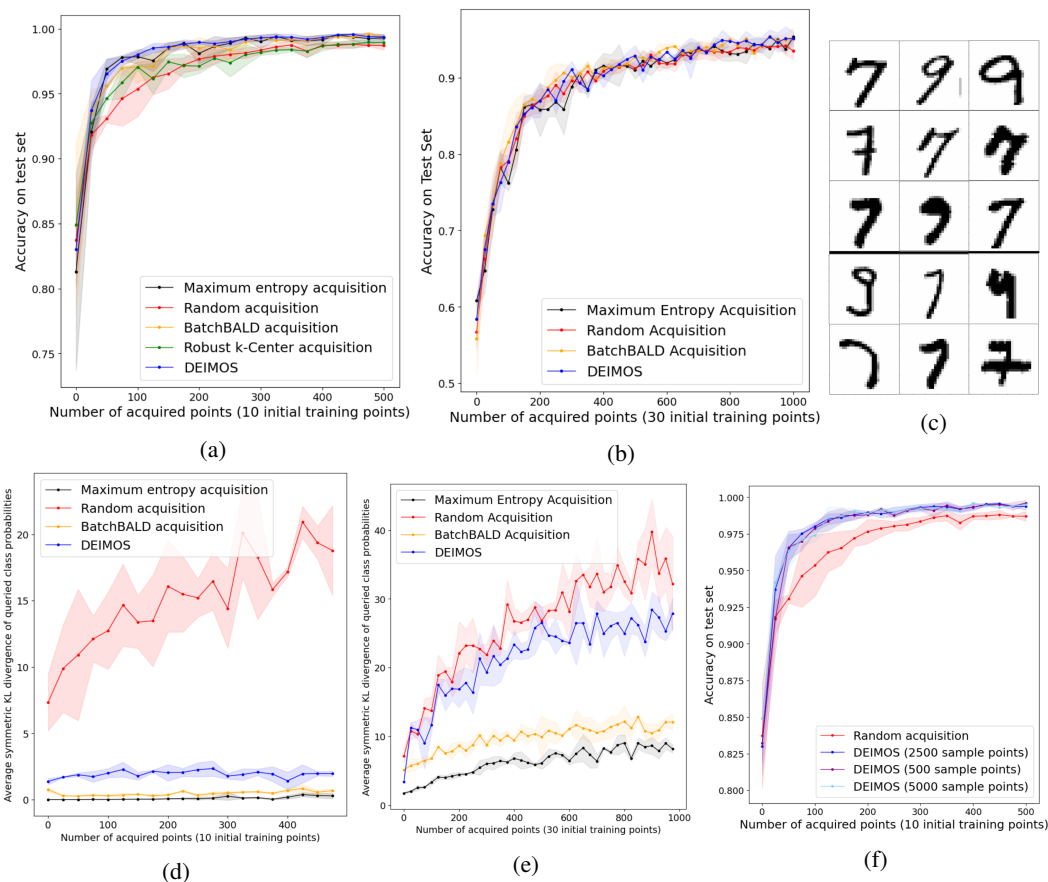 1.00
0.95
0.90
0.85
0.80
0.75
Accuracy on test set
Maximum entropy acquisition
Random acquisition
BatchBALD acquisition
Robust k-Center acquisition
DEIMOS
0 100 200 300 400 500
Number of acquired points (10 initial training points)
(a)
0.9
0.8
0.7
0.6
0.5
Accuracy on Test Set
Maximum Entropy Acquisition
Random Acquisition
BatchBALD Acquisition
DEIMOS
0 200 400 600 800 1000
Number of acquired points (30 initial training points)
(b)
(c)
20
15
10
5
0
Average symmetric KL divergence of queried class probabilities
Maximum entropy acquisition
Random acquisition
BatchBALD acquisition
DEIMOS
0 100 200 300 400
Number of acquired points (10 initial training points)
(d)
40
30
20
10
0
Average symmetric KL divergence of queried class probabilities
Maximum Entropy Acquisition
Random Acquisition
BatchBALD Acquisition
DEIMOS
0 200 400 600 800 1000
Number of acquired points (30 initial training points)
(e)
1.000
0.975
0.950
0.925
0.900
0.875
0.850
0.825
0.800
Accuracy on test set
Random acquisition
DEIMOS (2500 sample points)
DEIMOS (500 sample points)
DEIMOS (5000 sample points)
0 100 200 300 400 500
Number of acquired points (10 initial training points)
(f)